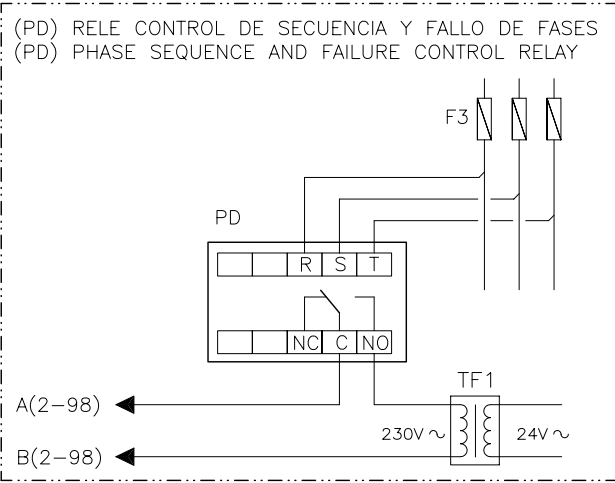 (PD) RELE CONTROL DE SECUENCIA Y FALLO DE FASES
(PD) PHASE SEQUENCE AND FAILURE CONTROL RELAY
F3
PD
R S T
NC C NO
TF1
A(2-98)
230V ~ 24V ~
B(2-98)